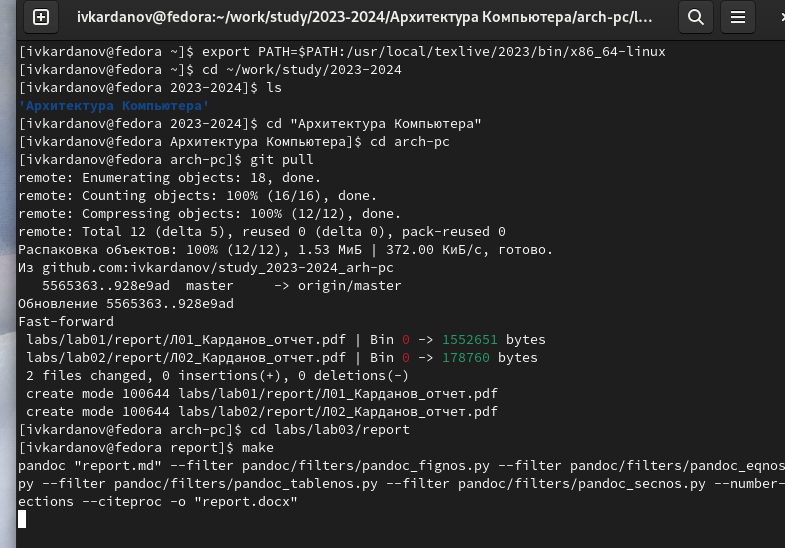 ivkardanov@fedora:~/work/study/2023-2024/Архитектура Компьютера/arch-pc/l...
[ivkardanov@fedora ~]$ export PATH=$PATH:/usr/local/texlive/2023/bin/x86_64-linux
[ivkardanov@fedora ~]$ cd ~/work/study/2023-2024
[ivkardanov@fedora 2023-2024]$ ls
'Архитектура Компьютера'
[ivkardanov@fedora 2023-2024]$ cd "Архитектура Компьютера"
[ivkardanov@fedora Архитектура Компьютера]$ cd arch-pc
[ivkardanov@fedora arch-pc]$ git pull
remote: Enumerating objects: 18, done.
remote: Counting objects: 100% (16/16), done.
remote: Compressing objects: 100% (12/12), done.
remote: Total 12 (delta 5), reused 0 (delta 0), pack-reused 0
Распаковка объектов: 100% (12/12), 1.53 МиБ | 372.00 КиБ/с, готово.
Из github.com:ivkardanov/study_2023-2024_arh-pc
   5565363..928e9ad  master     -> origin/master
Обновление 5565363..928e9ad
Fast-forward
 labs/lab01/report/Л01_Карданов_отчет.pdf | Bin 0 -> 1552651 bytes
 labs/lab02/report/Л02_Карданов_отчет.pdf | Bin 0 -> 178760 bytes
 2 files changed, 0 insertions(+), 0 deletions(-)
 create mode 100644 labs/lab01/report/Л01_Карданов_отчет.pdf
 create mode 100644 labs/lab02/report/Л02_Карданов_отчет.pdf
[ivkardanov@fedora arch-pc]$ cd labs/lab03/report
[ivkardanov@fedora report]$ make
pandoc "report.md" --filter pandoc/filters/pandoc_fignos.py --filter pandoc/filters/pandoc_eqnos
py --filter pandoc/filters/pandoc_tablenos.py --filter pandoc/filters/pandoc_secnos.py --number-
ections --citeproc -o "report.docx"